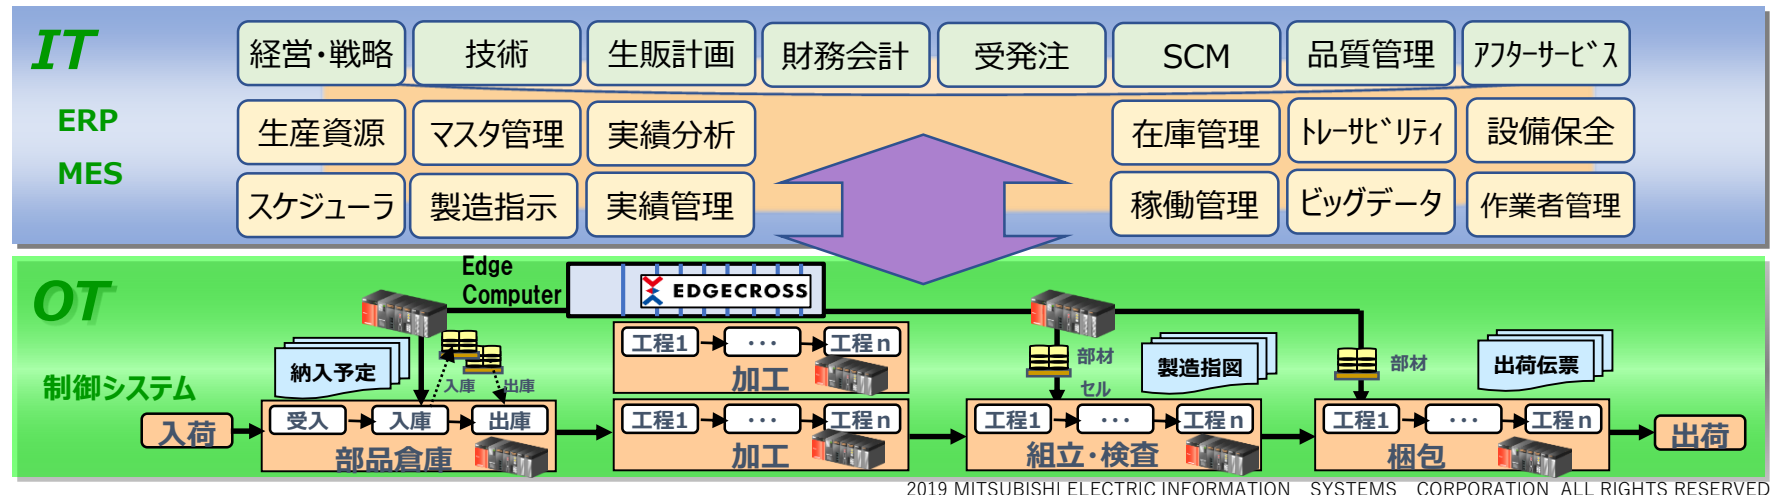 IT
経営・戦略
技術
生販計画
財務会計
受発注
SCM
品質管理
ｱﾌﾀｰｻｰﾋﾞｽ
ERP
生産資源
マスタ管理
実績分析
在庫管理
ﾄﾚｰｻﾋﾞﾘﾃｨ
設備保全
MES
スケジューラ
製造指示
実績管理
稼働管理
ビッグデータ
作業者管理
OT
Edge
Computer
EDGECROSS
制御システム
納入予定
入庫
出庫
工程1
・・・
工程n
加工
部材
セル
製造指図
部材
出荷伝票
入荷
受入
入庫
出庫
部品倉庫
工程1
・・・
工程n
加工
工程1
・・・
工程n
組立・検査
工程1
・・・
工程n
梱包
出荷
2019 MITSUBISHI ELECTRIC INFORMATION SYSTEMS CORPORATION ALL RIGHTS RESERVED